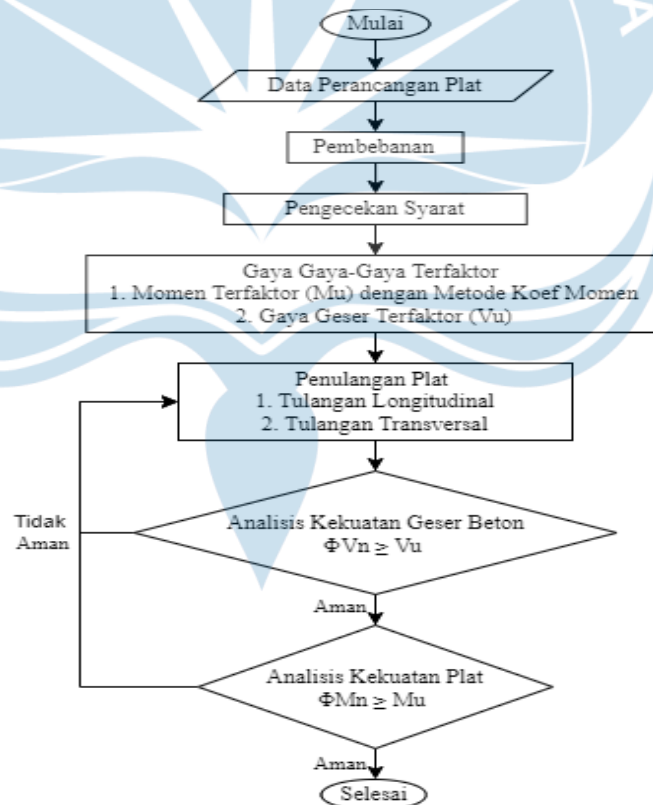 Mulai
Data Perancangan Plat
Pembebanan
Pengecekan Syarat
Gaya Gaya-Gaya Terfaktor
1. Momen Terfaktor (Mu) dengan Metode Koef Momen
2. Gaya Geser Terfaktor (Vu)
Penulangan Plat
1. Tulangan Longitudinal
2. Tulangan Transversal
Tidak
Aman
Analisis Kekuatan Geser Beton
ΦVn ≥ Vu
Aman
Analisis Kekuatan Plat
ΦMn ≥ Mu
Aman
Selesai
A